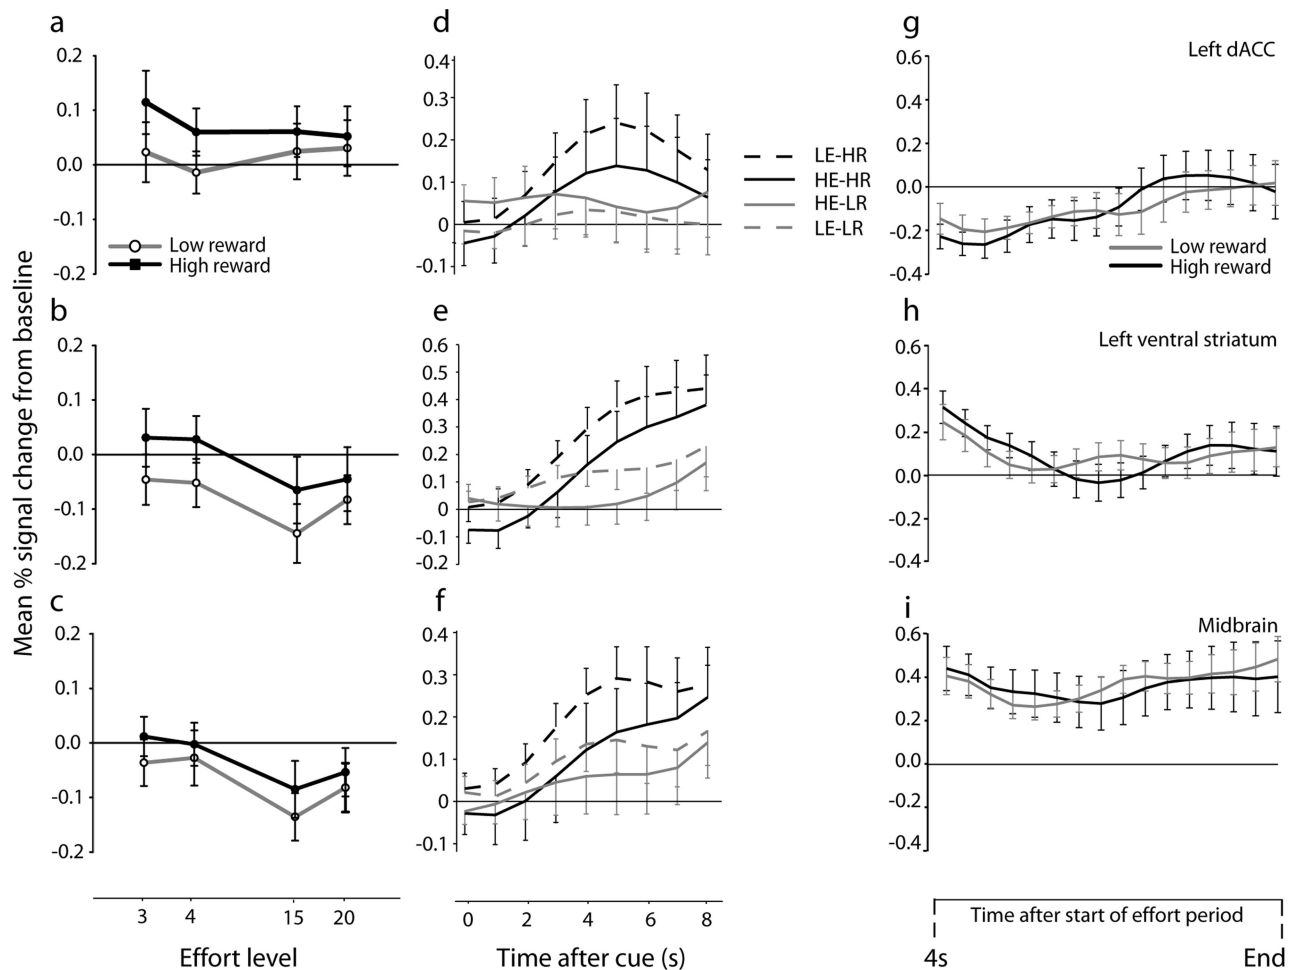 a
d
g
Left dACC
0.2
0.1
0.0
-0.1
-0.2
Low reward
High reward
0.4
0.3
0.2
0.1
0
-0.1
LE-HR
HE-HR
HE-LR
LE-LR
0.6
0.4
0.2
0.0
-0.2
-0.4
Low reward
High reward
Mean % signal change from baseline
b
e
h
Left ventral striatum
0.2
0.1
0.0
-0.1
-0.2
0.6
0.5
0.4
0.3
0.2
0.1
0
-0.1
-0.2
0.6
0.4
0.2
0.0
-0.2
-0.4
c
f
i
Midbrain
0.2
0.1
0.0
-0.1
-0.2
0.4
0.3
0.2
0.1
0
-0.1
0.6
0.4
0.2
0.0
-0.2
-0.4
3 4 15 20
Effort level
0 2 4 6 8
Time after cue (s)
Time after start of effort period
4s End